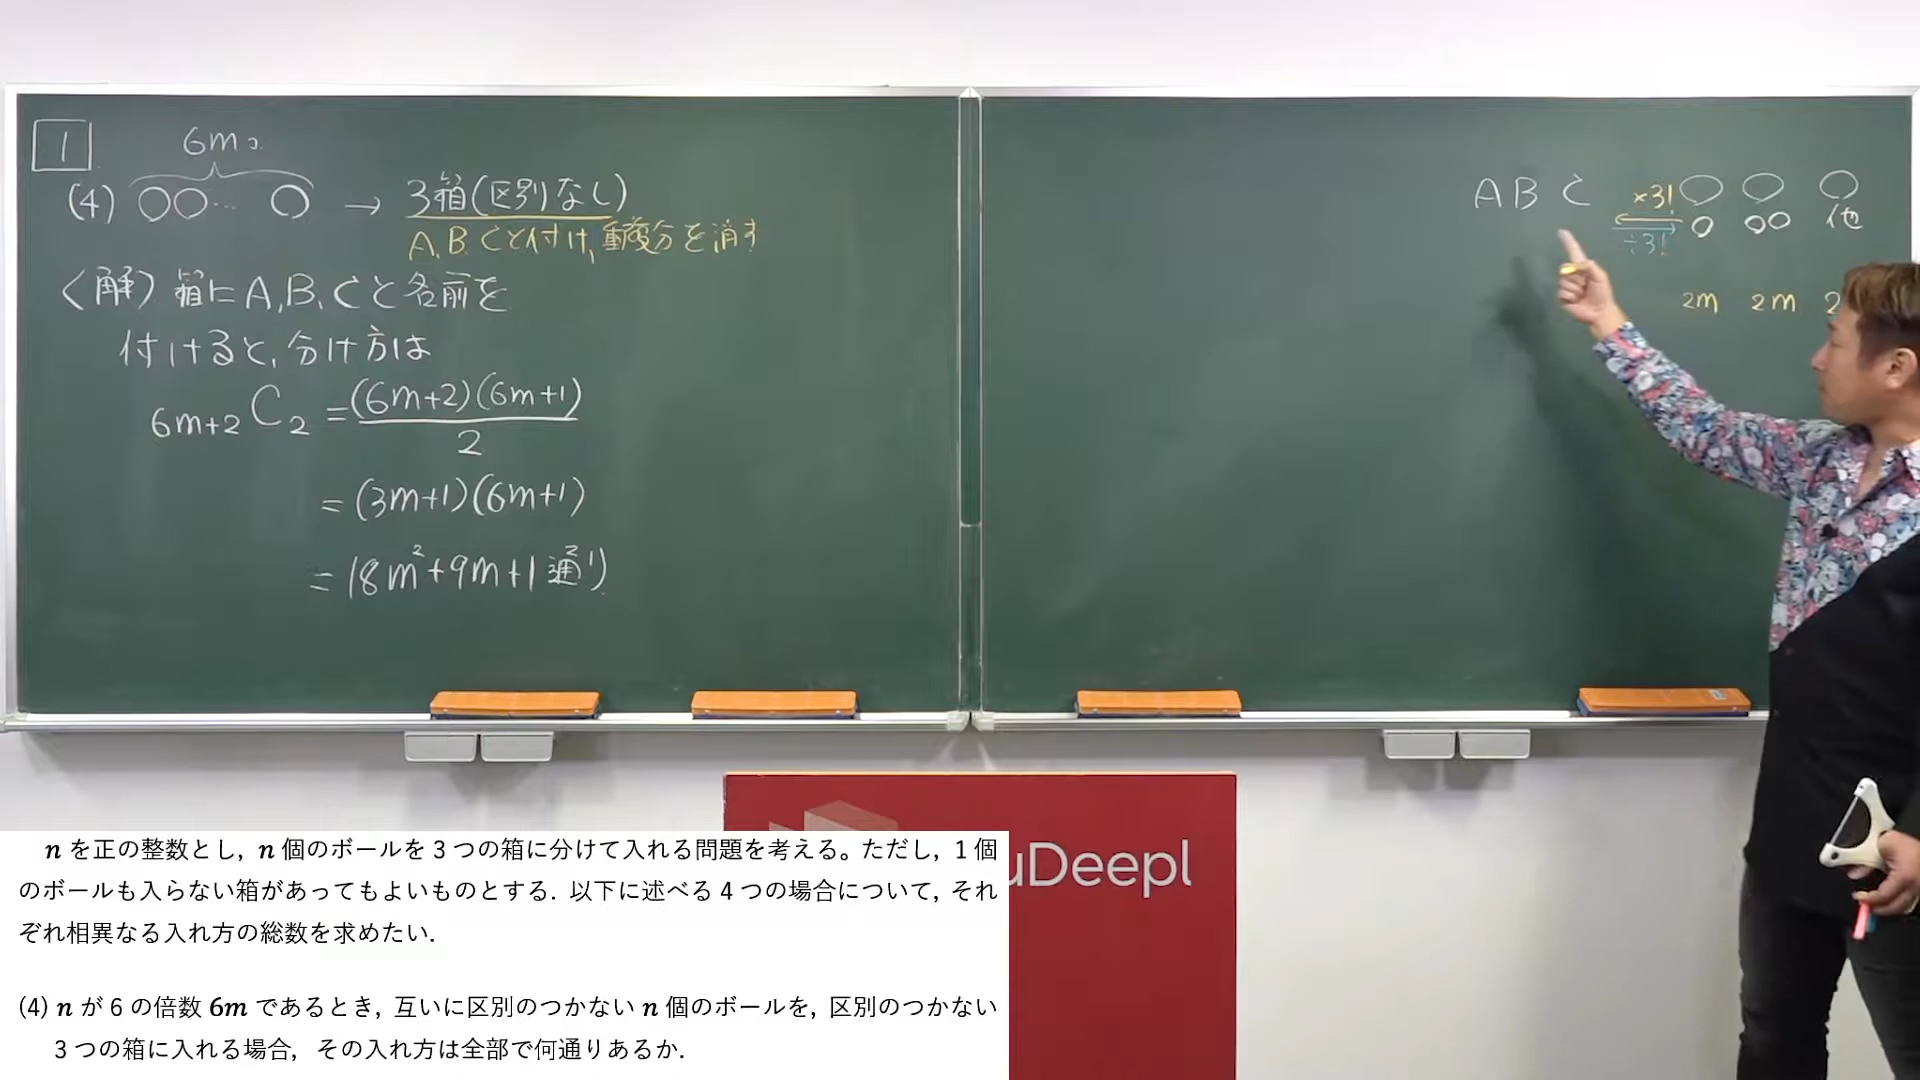 1
6mコ
(4) ○○… ○ → 3箱(区別なし)
A,B,Cと付け,重複分を消す
<解> 箱にA,B,Cと名前を
付けると,分け方は
6m+2C2 = (6m+2)(6m+1)/2
= (3m+1)(6m+1)
= 18m²+9m+1通り
A B C
×3!
÷3!
○ ○○ 他
2m 2m 2
uDeepl
nを正の整数とし, n個のボールを3つの箱に分けて入れる問題を考える。ただし, 1個
のボールも入らない箱があってもよいものとする. 以下に述べる4つの場合について, それ
ぞれ相異なる入れ方の総数を求めたい.
(4) nが6の倍数6mであるとき, 互いに区別のつかないn個のボールを, 区別のつかない
3つの箱に入れる場合, その入れ方は全部で何通りあるか.